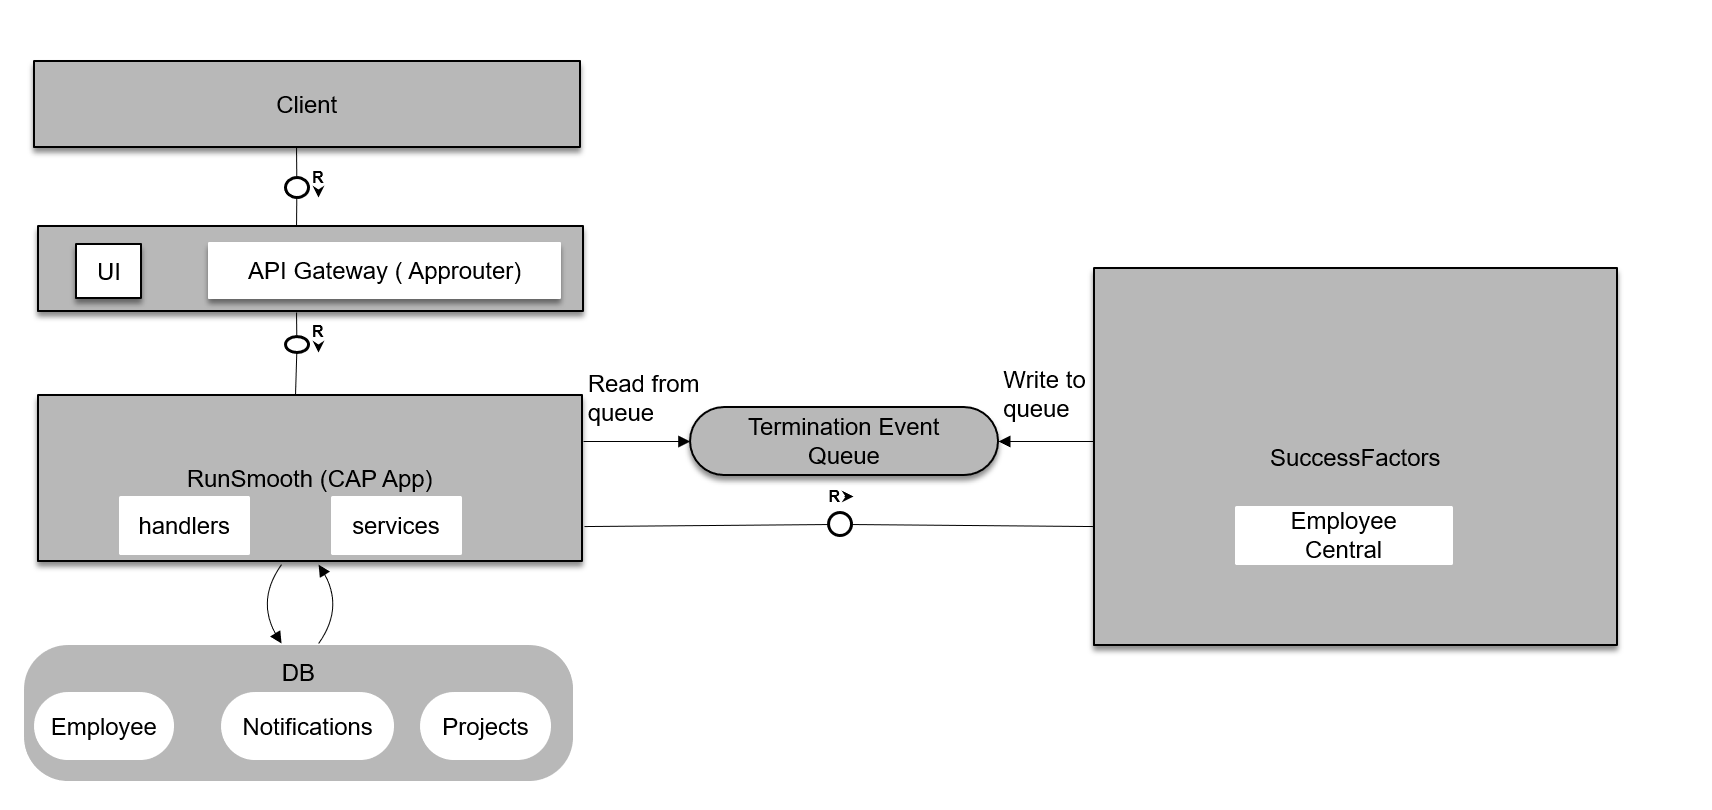 Client
R
UI
API Gateway ( Approuter)
R
Read from
queue
Write to
queue
Termination Event
Queue
RunSmooth (CAP App)
handlers
services
R
SuccessFactors
Employee
Central
DB
Employee
Notifications
Projects